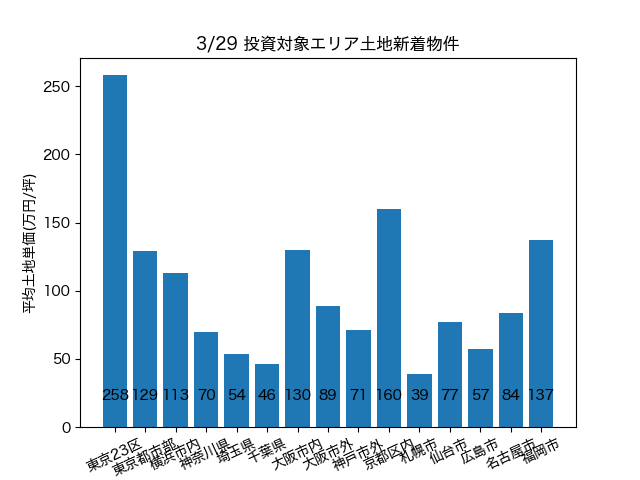 3/29 投資対象エリア土地新着物件
平均土地単価(万円/坪)
250
200
150
100
50
0
258 129 113 70 54 46 130 89 71 160 39 77 57 84 137
東京23区 東京都市部 横浜市内 神奈川県 埼玉県 千葉県 大阪市内 大阪市外 神戸市外 京都区内 札幌市 仙台市 広島市 名古屋市 福岡市